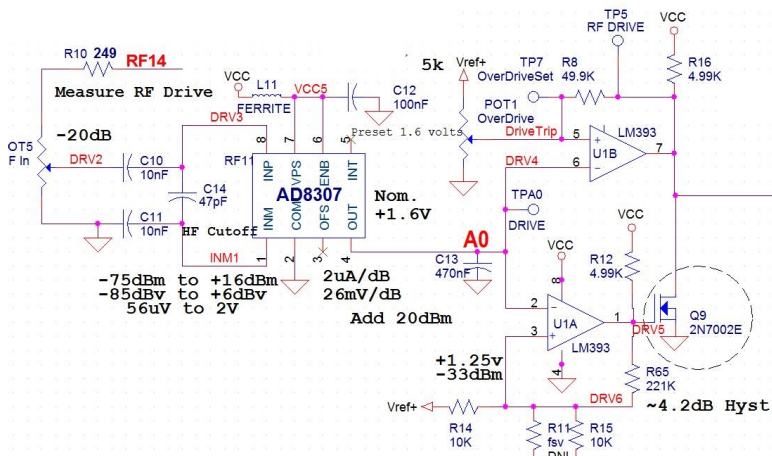 TP5
RF DRIVE
VCC
R10 249
RF14
5k
Vref+
TP7
OverDriveSet
R8
49.9K
R16
4.99K
VCC
L11
FERRITE
VCC5
C12
100nF
Measure RF Drive
POT1
OverDrive
OT5
F In
-20dB
DRV3
Preset 1.6 volts
DriveTrip
LM393
5
6
7
U1B
DRV2
C10
10nF
RF11
8
7
6
5
INP
VPS
ENB
INT
DRV4
C14
47pF
AD8307
Nom.
+1.6V
TPA0
DRIVE
VCC
C11
10nF
HF Cutoff
INM
COM
OFS
OUT
A0
VCC
R12
4.99K
INM1
1
2
3
4
C13
470nF
8
-75dBm to +16dBm
-85dBv to +6dBv
56uV to 2V
2uA/dB
26mV/dB
Add 20dBm
2
3
1
U1A
LM393
4
DRV5
Q9
2N7002E
+1.25v
-33dBm
R65
221K
DRV6
~4.2dB Hyst
Vref+
R14
10K
R11
fsv
DNI
R15
10K